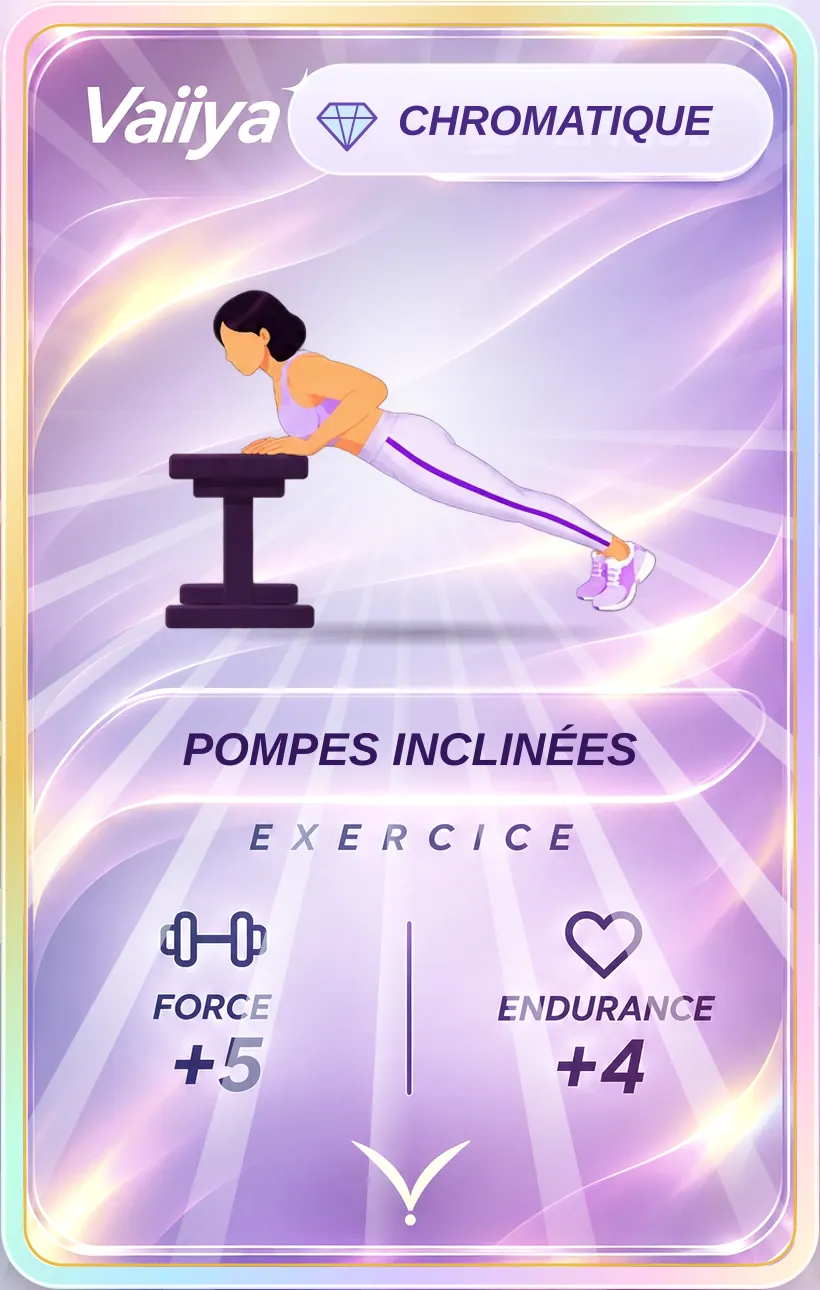 Vaiiya
CHROMATIQUE
POMPES INCLINÉES
EXERCICE
FORCE
+5
ENDURANCE
+4